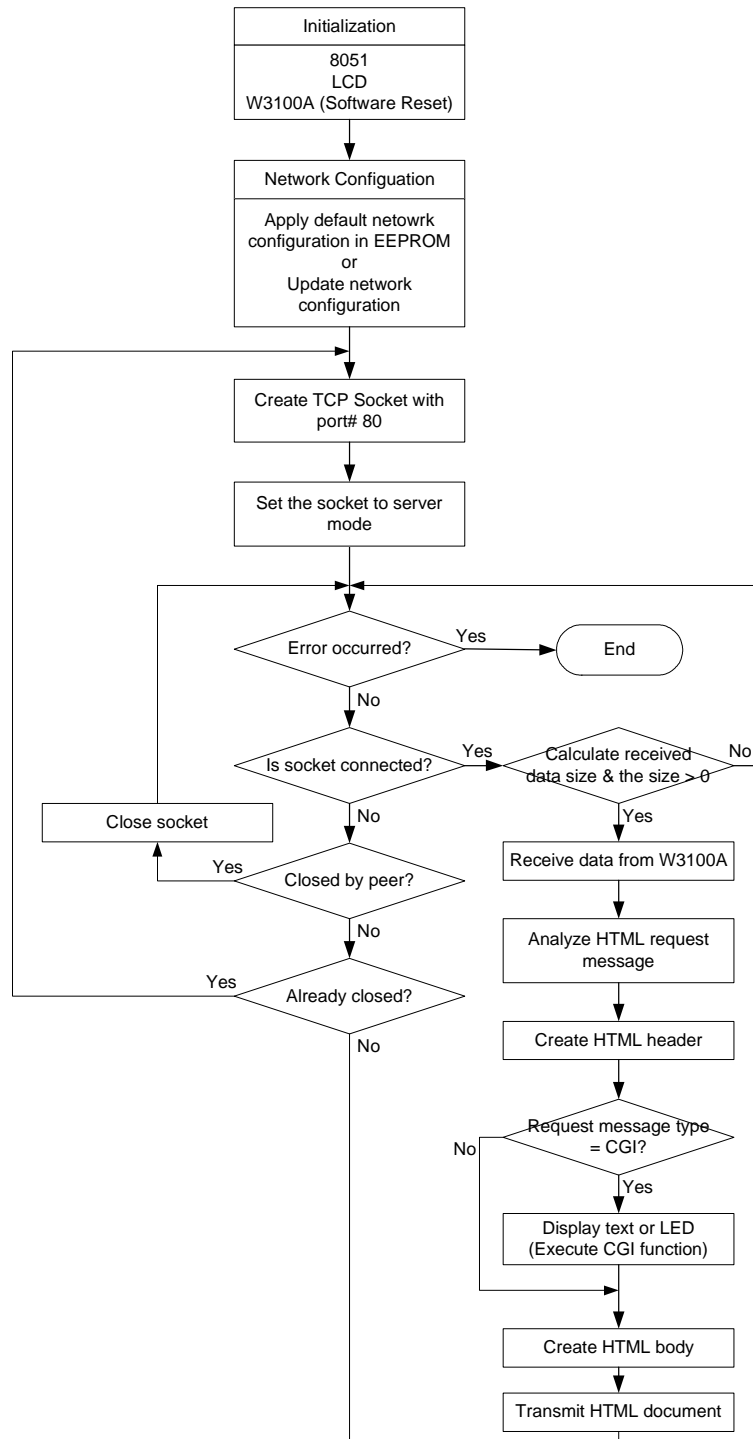 Initialization
8051
LCD
W3100A (Software Reset)
Network Configuation
Apply default netowrk
configuration in EEPROM
or
Update network
configuration
Create TCP Socket with
port# 80
Set the socket to server
mode
Error occurred?
Yes
End
No
Is socket connected?
Yes
Calculate received
data size & the size > 0
No
Yes
No
Close socket
Receive data from W3100A
Yes
Closed by peer?
No
Analyze HTML request
message
Yes
Already closed?
No
Create HTML header
Request message type
= CGI?
No
Yes
Display text or LED
(Execute CGI function)
Create HTML body
Transmit HTML document